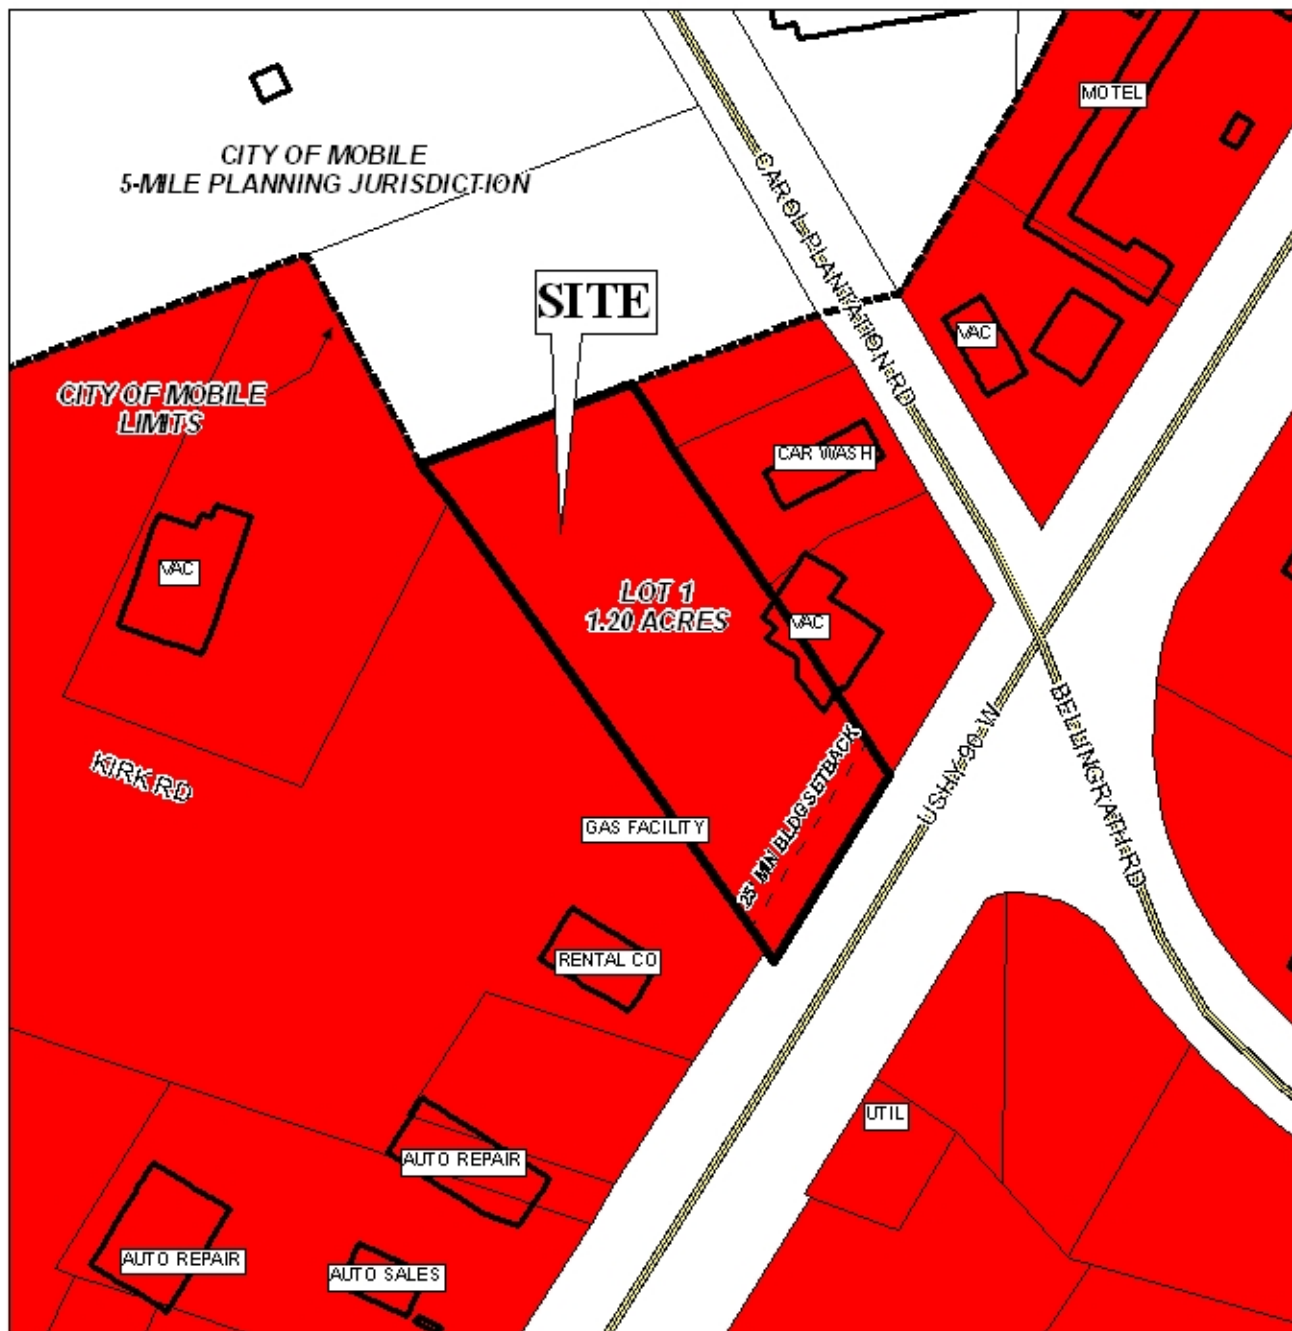 MOTEL
CITY OF MOBILE
5-MILE PLANNING JURISDICTION
CAROL PLANTATION RD
SITE
VAC
CITY OF MOBILE
LIMITS
CAR WASH
VAC
LOT 1
1.20 ACRES
VAC
BELLINGRATH RD
US HY 90 W
KIRK RD
25' MIN BLDG SETBACK
GAS FACILITY
RENTAL CO
UTIL
AUTO REPAIR
AUTO REPAIR
AUTO SALES